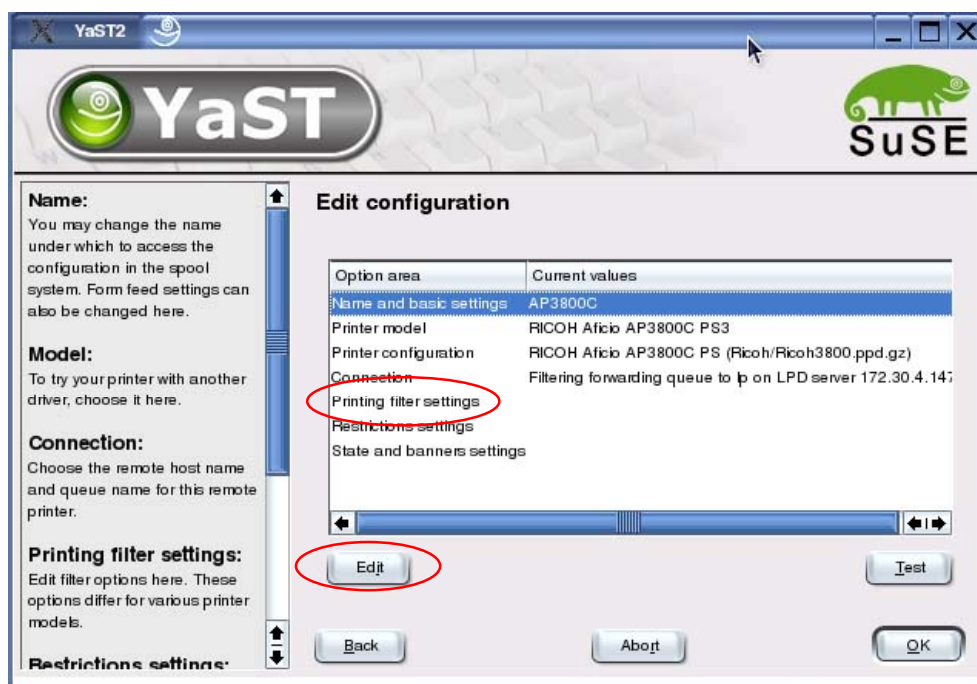 YaST2
YaST
SuSE
Name:
You may change the name
under which to access the
configuration in the spool
system. Form feed settings can
also be changed here.
Model:
To try your printer with another
driver, choose it here.
Connection:
Choose the remote host name
and queue name for this remote
printer.
Printing filter settings:
Edit filter options here. These
options differ for various printer
models.
Restrictions settings:
Edit configuration
Option area Current values
Name and basic settings AP3800C
Printer model RICOH Aficio AP3800C PS3
Printer configuration RICOH Aficio AP3800C PS (Ricoh/Ricoh3800.ppd.gz)
Connection Filtering forwarding queue to lp on LPD server 172.30.4.147
Printing filter settings
Restrictions settings
State and banners settings
Edit
Test
Back
Abort
OK